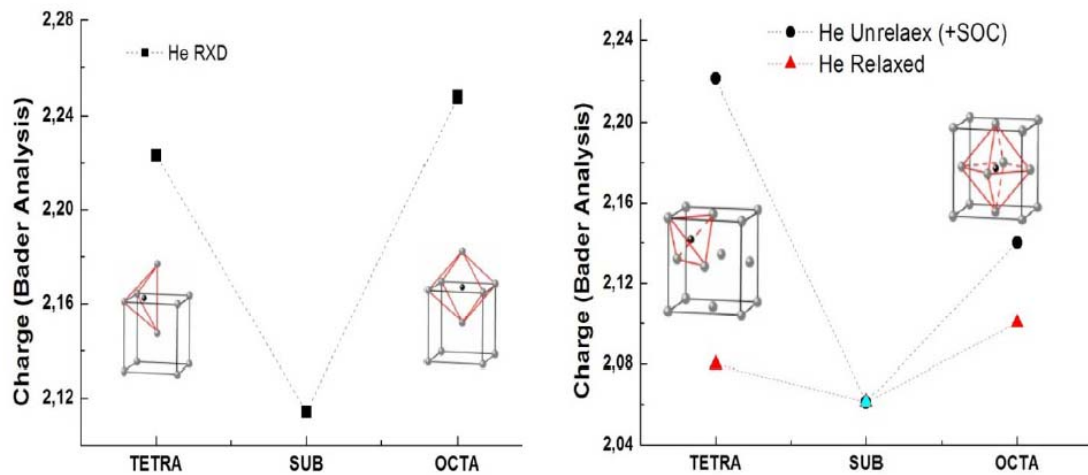 Charge (Bader Analysis)
2,28
2,24
2,20
2,16
2,12
He RXD
TETRA SUB OCTA
Charge (Bader Analysis)
2,20
2,16
2,12
2,08
2,04
He Unrelaex (+SOC)
He Relaxed
TETRA SUB OCTA